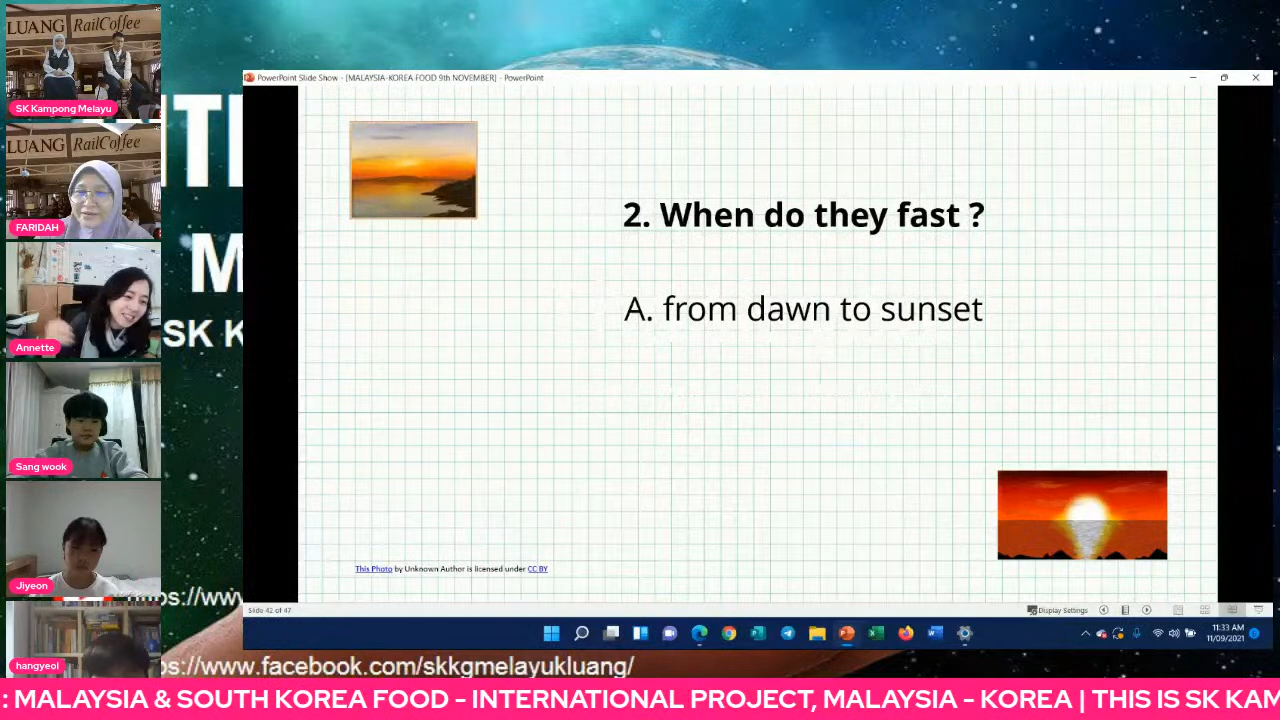 LUANG RailCoffee
SK Kampong Melayu
LUANG RailCoffee
FARIDAH
Annette
Sang wook
Jiyeon
hangyeol
M
SK K
PowerPoint Slide Show - [MALAYSIA-KOREA FOOD 9th NOVEMBER] - PowerPoint
2. When do they fast ?
A. from dawn to sunset
This Photo by Unknown Author is licensed under CC BY
Slide 42 of 47
Display Settings
11:33 AM
11/09/2021
https://www.facebook.com/skkgmelayukluang/
: MALAYSIA & SOUTH KOREA FOOD - INTERNATIONAL PROJECT, MALAYSIA - KOREA | THIS IS SK KAM